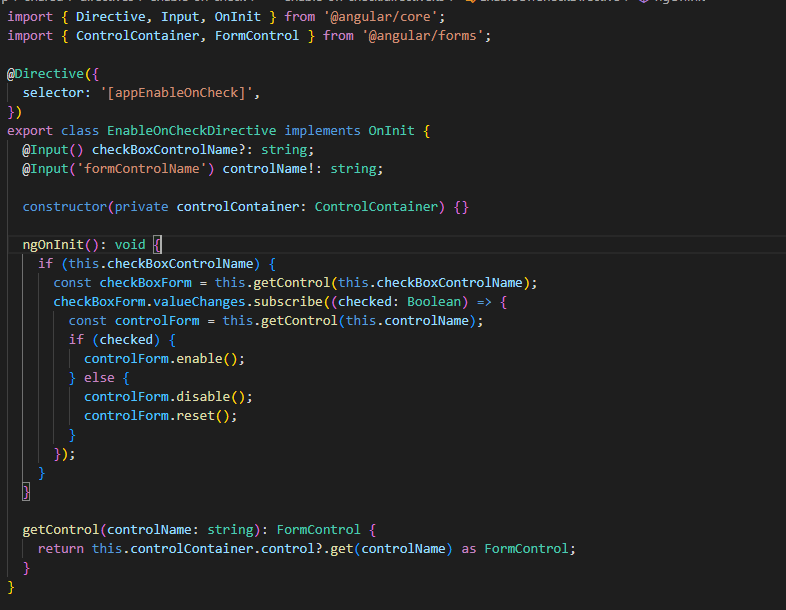 import { Directive, Input, OnInit } from '@angular/core';
import { ControlContainer, FormControl } from '@angular/forms';
@Directive({
  selector: '[appEnableOnCheck]',
})
export class EnableOnCheckDirective implements OnInit {
  @Input() checkBoxControlName?: string;
  @Input('formControlName') controlName!: string;
  constructor(private controlContainer: ControlContainer) {}
  ngOnInit(): void {
    if (this.checkBoxControlName) {
      const checkBoxForm = this.getControl(this.checkBoxControlName);
      checkBoxForm.valueChanges.subscribe((checked: Boolean) => {
        const controlForm = this.getControl(this.controlName);
        if (checked) {
          controlForm.enable();
        } else {
          controlForm.disable();
          controlForm.reset();
        }
      });
    }
  }
  getControl(controlName: string): FormControl {
    return this.controlContainer.control?.get(controlName) as FormControl;
  }
}